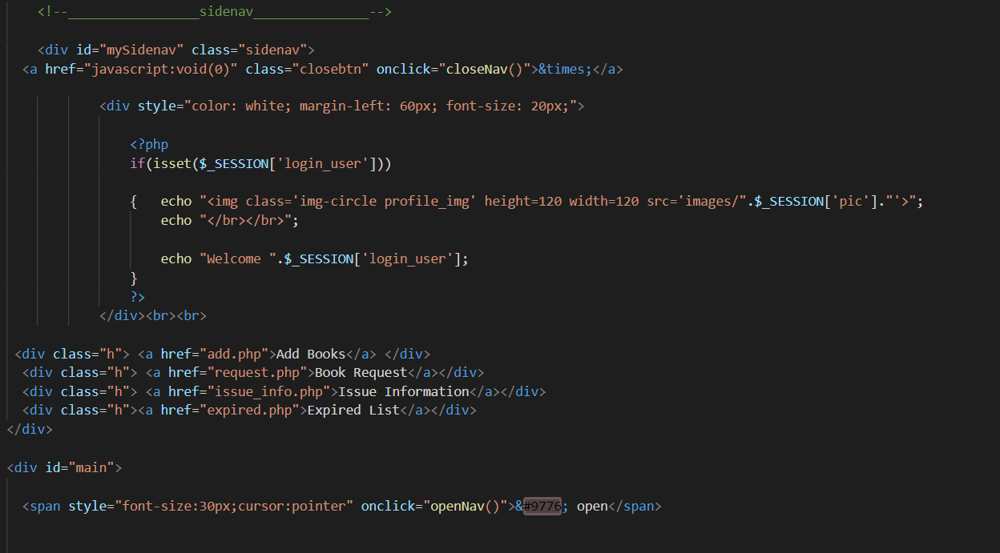 <!--_________________sidenav_______________-->
<div id="mySidenav" class="sidenav">
<a href="javascript:void(0)" class="closebtn" onclick="closeNav()">&times;</a>
<div style="color: white; margin-left: 60px; font-size: 20px;">
<?php
if(isset($_SESSION['login_user']))
{   echo "<img class='img-circle profile_img' height=120 width=120 src='images/".$_SESSION['pic']."'>";
echo "</br></br>";
echo "Welcome ".$_SESSION['login_user'];
}
?>
</div><br><br>
<div class="h"> <a href="add.php">Add Books</a> </div>
<div class="h"> <a href="request.php">Book Request</a></div>
<div class="h"> <a href="issue_info.php">Issue Information</a></div>
<div class="h"><a href="expired.php">Expired List</a></div>
</div>
<div id="main">
<span style="font-size:30px;cursor:pointer" onclick="openNav()">&#9776; open</span>